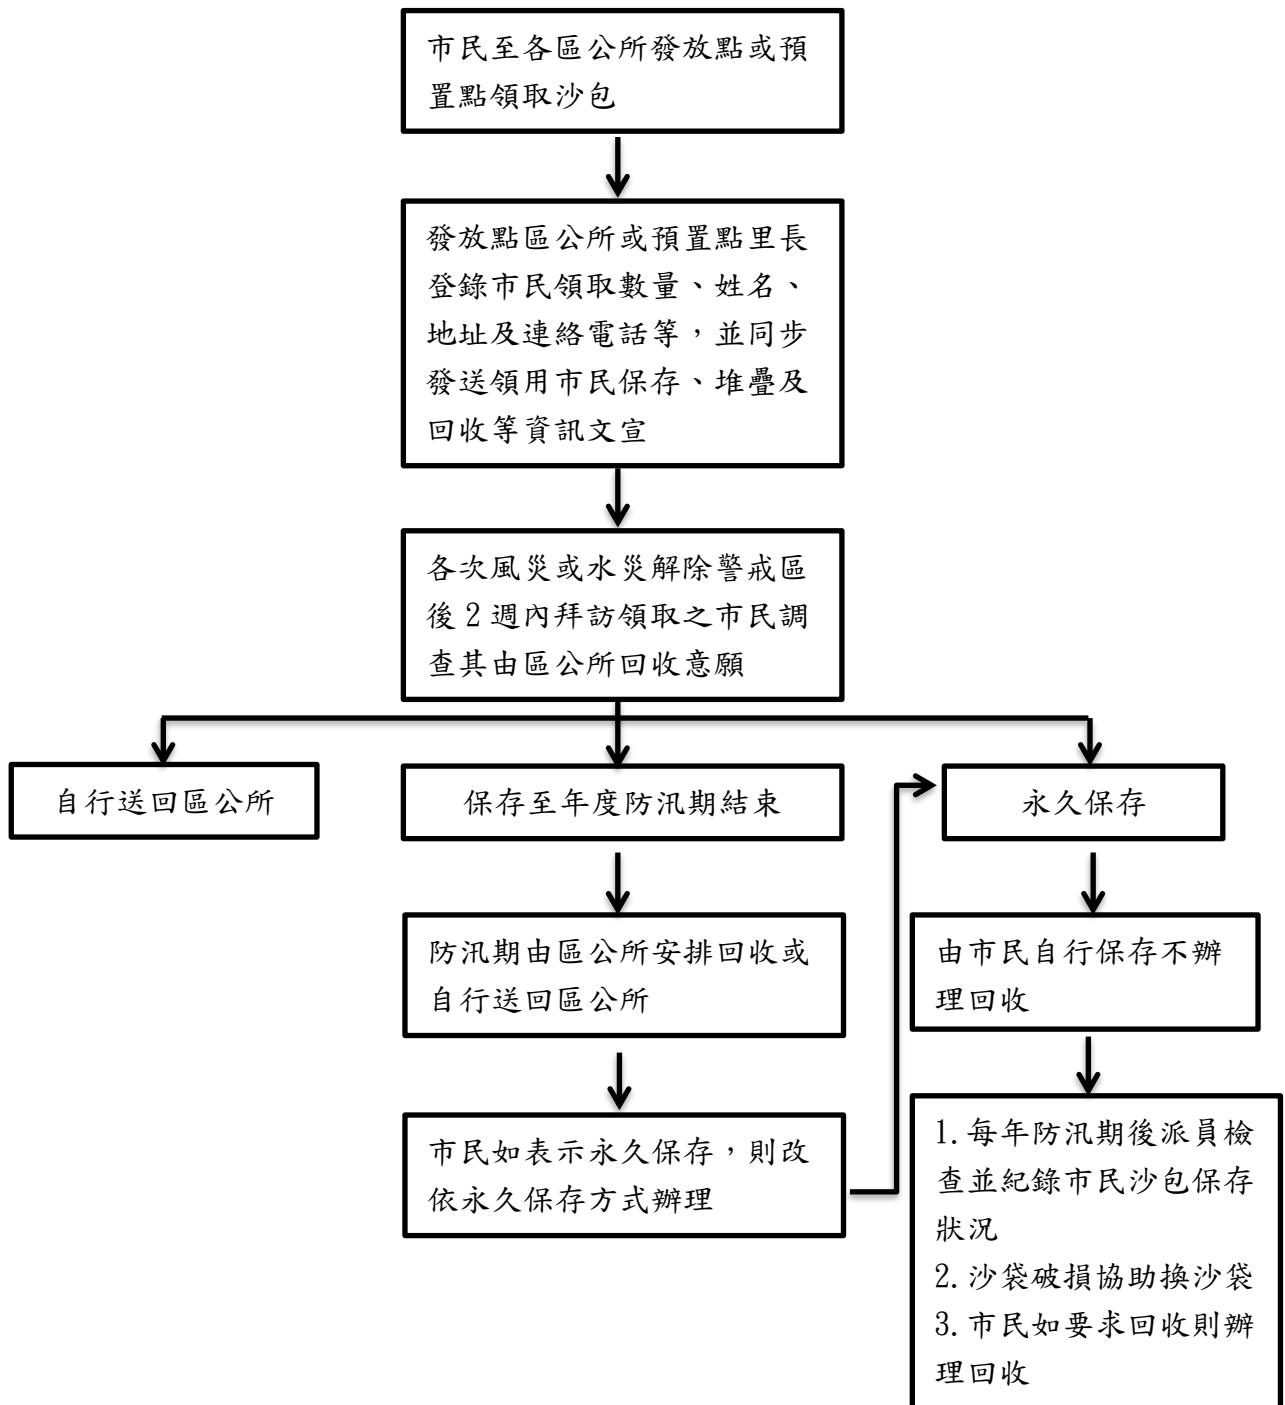 市民至各區公所發放點或預
置點領取沙包
發放點區公所或預置點里長
登錄市民領取數量、姓名、
地址及連絡電話等，並同步
發送領用市民保存、堆疊及
回收等資訊文宣
各次風災或水災解除警戒區
後2週內拜訪領取之市民調
查其由區公所回收意願
自行送回區公所
保存至年度防汛期結束
永久保存
防汛期由區公所安排回收或
自行送回區公所
由市民自行保存不辦
理回收
市民如表示永久保存，則改
依永久保存方式辦理
1.每年防汛期後派員檢
查並紀錄市民沙包保存
狀況
2.沙袋破損協助換沙袋
3.市民如要求回收則辦
理回收